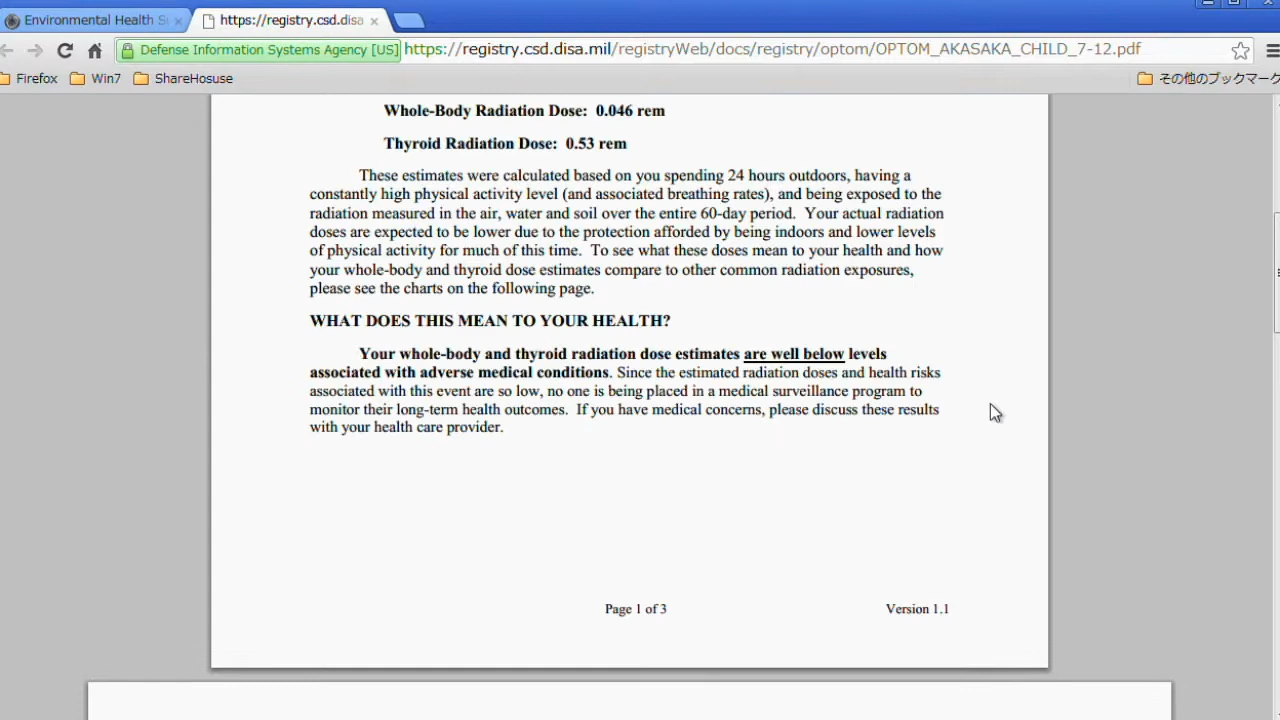 Environmental Health Su
https://registry.csd.disa
Defense Information Systems Agency [US] https://registry.csd.disa.mil/registryWeb/docs/registry/optom/OPTOM_AKASAKA_CHILD_7-12.pdf
Firefox Win7 ShareHosuse その他のブックマーク
Whole-Body Radiation Dose: 0.046 rem
Thyroid Radiation Dose: 0.53 rem
These estimates were calculated based on you spending 24 hours outdoors, having a
constantly high physical activity level (and associated breathing rates), and being exposed to the
radiation measured in the air, water and soil over the entire 60-day period. Your actual radiation
doses are expected to be lower due to the protection afforded by being indoors and lower levels
of physical activity for much of this time. To see what these doses mean to your health and how
your whole-body and thyroid dose estimates compare to other common radiation exposures,
please see the charts on the following page.
WHAT DOES THIS MEAN TO YOUR HEALTH?
Your whole-body and thyroid radiation dose estimates are well below levels
associated with adverse medical conditions. Since the estimated radiation doses and health risks
associated with this event are so low, no one is being placed in a medical surveillance program to
monitor their long-term health outcomes. If you have medical concerns, please discuss these results
with your health care provider.
Page 1 of 3 Version 1.1